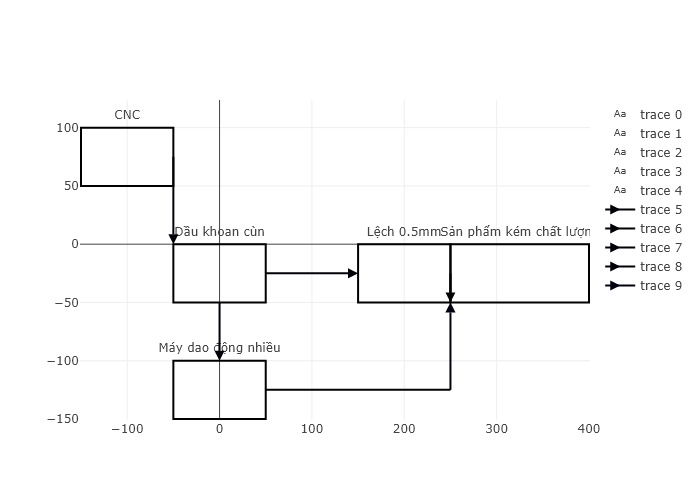 CNC
Dầu khoan cùn
Lệch 0.5mm
Sản phẩm kém chất lượn
Máy dao động nhiều
100
50
0
−50
−100
−150
−100
0
100
200
300
400
Aa trace 0
Aa trace 1
Aa trace 2
Aa trace 3
Aa trace 4
trace 5
trace 6
trace 7
trace 8
trace 9